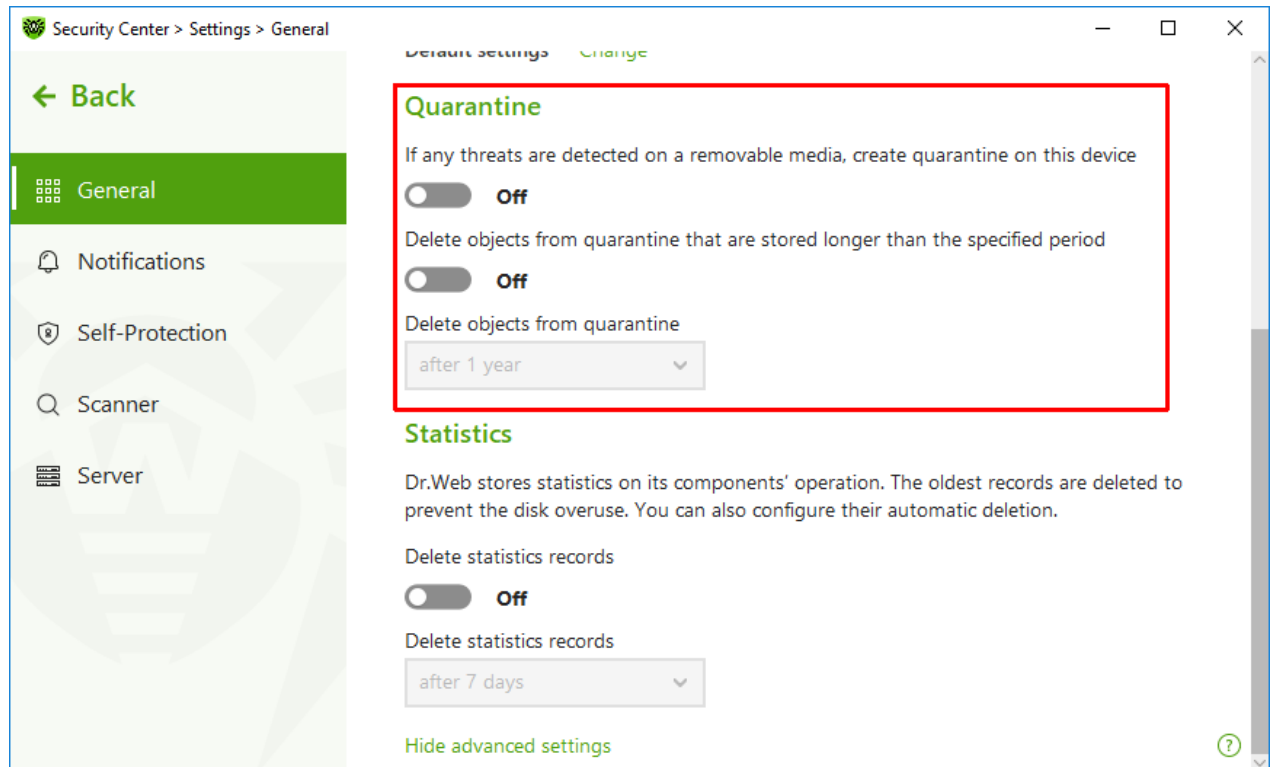 Security Center > Settings > General
Default settings Change
Back
General
Notifications
Self-Protection
Scanner
Server
Quarantine
If any threats are detected on a removable media, create quarantine on this device
Off
Delete objects from quarantine that are stored longer than the specified period
Off
Delete objects from quarantine
after 1 year
Statistics
Dr.Web stores statistics on its components’ operation. The oldest records are deleted to
prevent the disk overuse. You can also configure their automatic deletion.
Delete statistics records
Off
Delete statistics records
after 7 days
Hide advanced settings
?